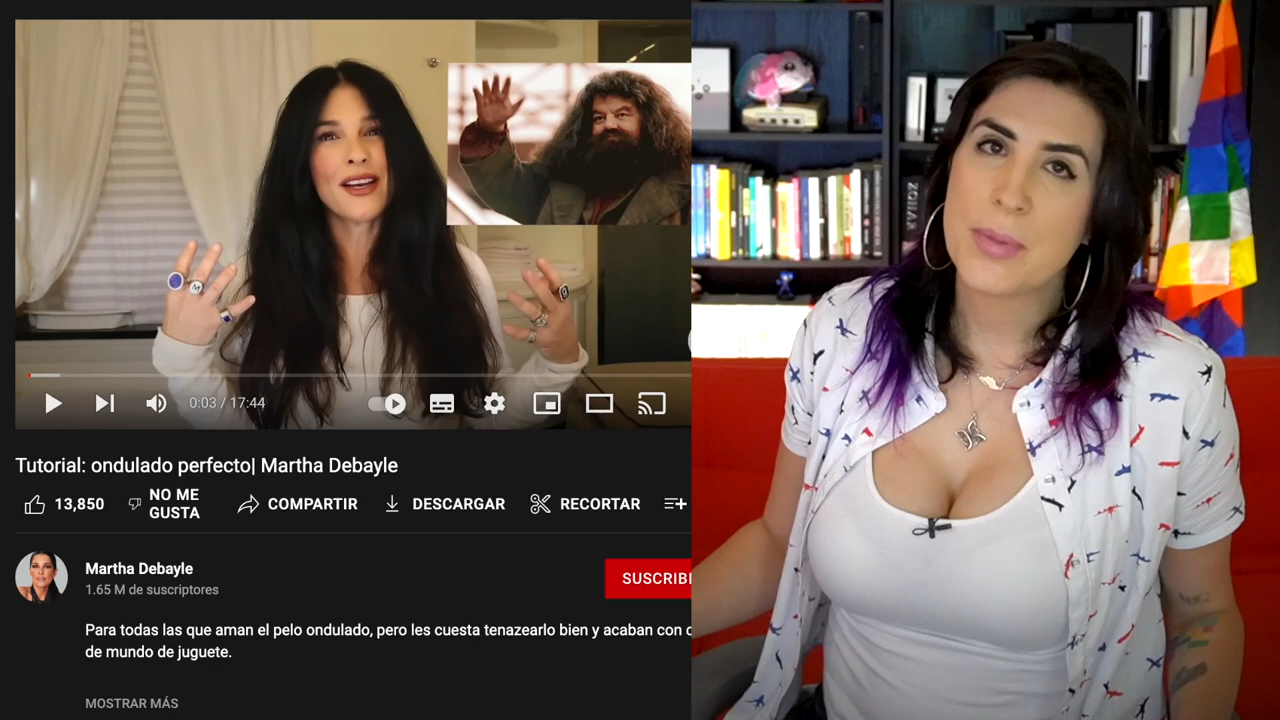 0:03 / 17:44
Tutorial: ondulado perfecto| Martha Debayle
13,850
NO ME
GUSTA
COMPARTIR
DESCARGAR
RECORTAR
Martha Debayle
1.65 M de suscriptores
SUSCRIB
Para todas las que aman el pelo ondulado, pero les cuesta tenazearlo bien y acaban con
de mundo de juguete.
MOSTRAR MÁS
M